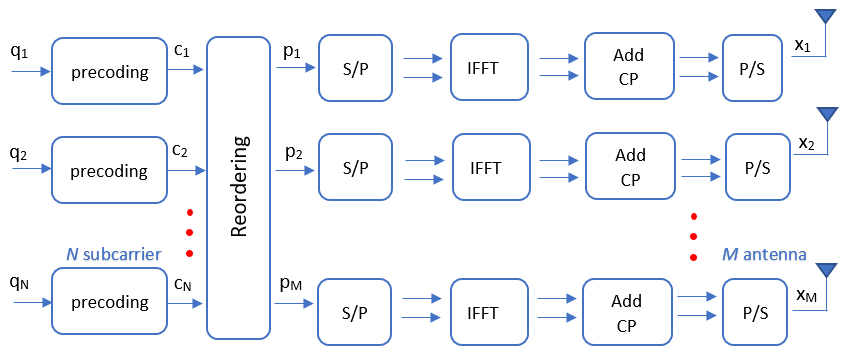 q1 precoding c1 p1 S/P IFFT Add CP P/S x1
q2 precoding c2 Reordering p2 S/P IFFT Add CP P/S x2
N subcarrier M antenna
qN precoding cN pM S/P IFFT Add CP P/S xM